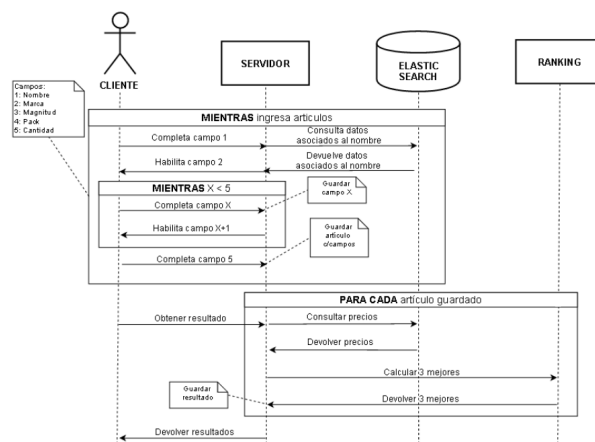 CLIENTE
SERVIDOR
ELASTIC
SEARCH
RANKING
Campos:
1: Nombre
2: Marca
3: Magnitud
4: Pack
5: Cantidad
MIENTRAS ingresa articulos
Completa campo 1
Consulta datos
asociados al nombre
Habilita campo 2
Devuelve datos
asociados al nombre
MIENTRAS X < 5
Guardar
campo X
Completa campo X
Habilita campo X+1
Guardar
artículo
c/campos
Completa campo 5
PARA CADA artículo guardado
Obtener resultado
Consultar precios
Devolver precios
Calcular 3 mejores
Guardar
resultado
Devolver 3 mejores
Devolver resultados